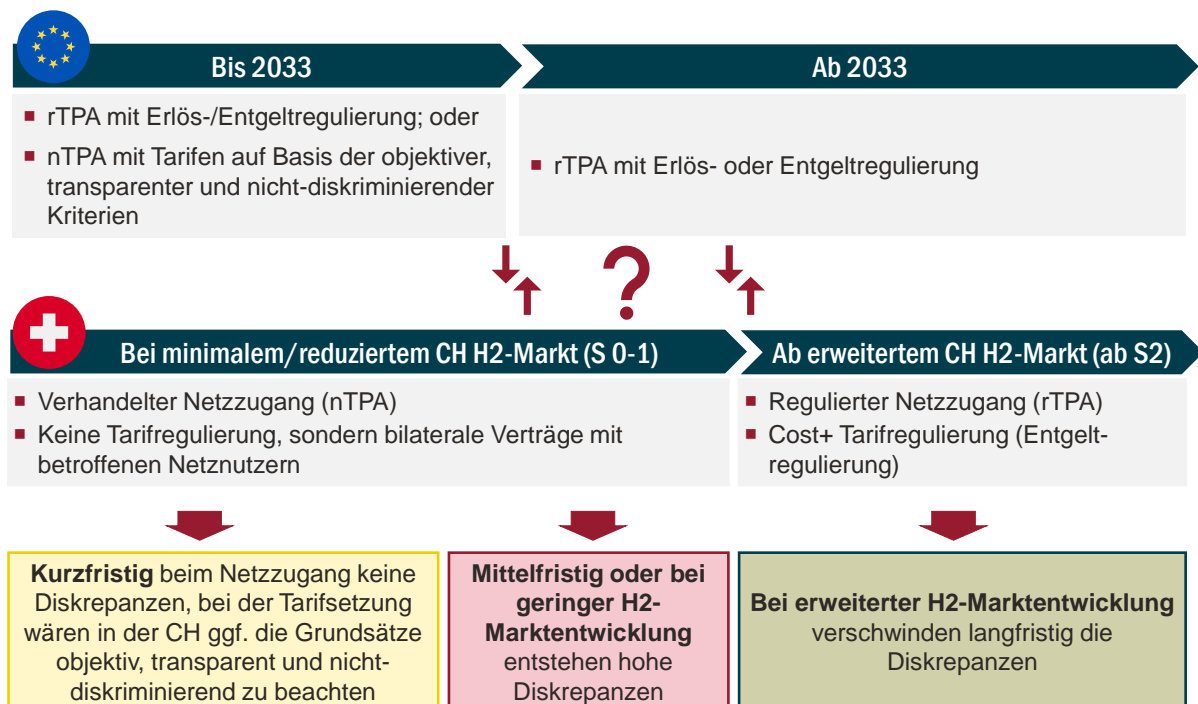 Bis 2033
Ab 2033
▪ rTPA mit Erlös-/Entgeltregulierung; oder
▪ nTPA mit Tarifen auf Basis der objektiver,
transparenter und nicht-diskriminierender
Kriterien
▪ rTPA mit Erlös- oder Entgeltregulierung
?
Bei minimalem/reduziertem CH H2-Markt (S 0-1)
Ab erweitertem CH H2-Markt (ab S2)
▪ Verhandelter Netzzugang (nTPA)
▪ Keine Tarifregulierung, sondern bilaterale Verträge mit
betroffenen Netznutzern
▪ Regulierter Netzzugang (rTPA)
▪ Cost+ Tarifregulierung (Entgelt-
regulierung)
Kurzfristig beim Netzzugang keine
Diskrepanzen, bei der Tarifsetzung
wären in der CH ggf. die Grundsätze
objektiv, transparent und nicht-
diskriminierend zu beachten
Mittelfristig oder bei
geringer H2-
Marktentwicklung
entstehen hohe
Diskrepanzen
Bei erweiterter H2-Marktentwicklung
verschwinden langfristig die
Diskrepanzen